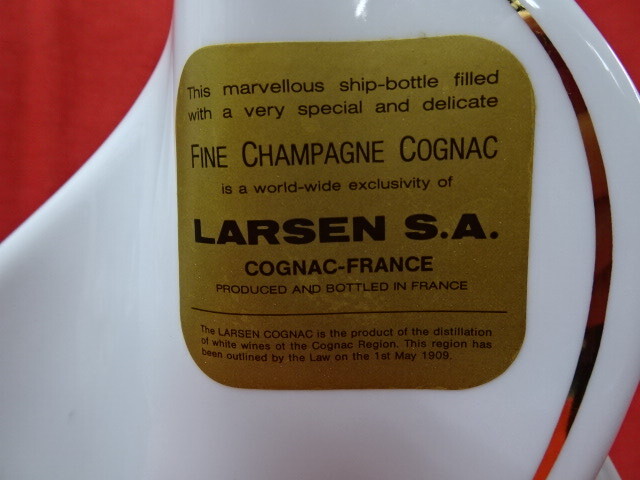 This marvellous ship-bottle filled
with a very special and delicate
FINE CHAMPAGNE COGNAC
is a world-wide exclusivity of
LARSEN S.A.
COGNAC-FRANCE
PRODUCED AND BOTTLED IN FRANCE
The LARSEN COGNAC is the product of the distillation
of white wines of the Cognac Region. This region has
been outlined by the Law on the 1st May 1909.